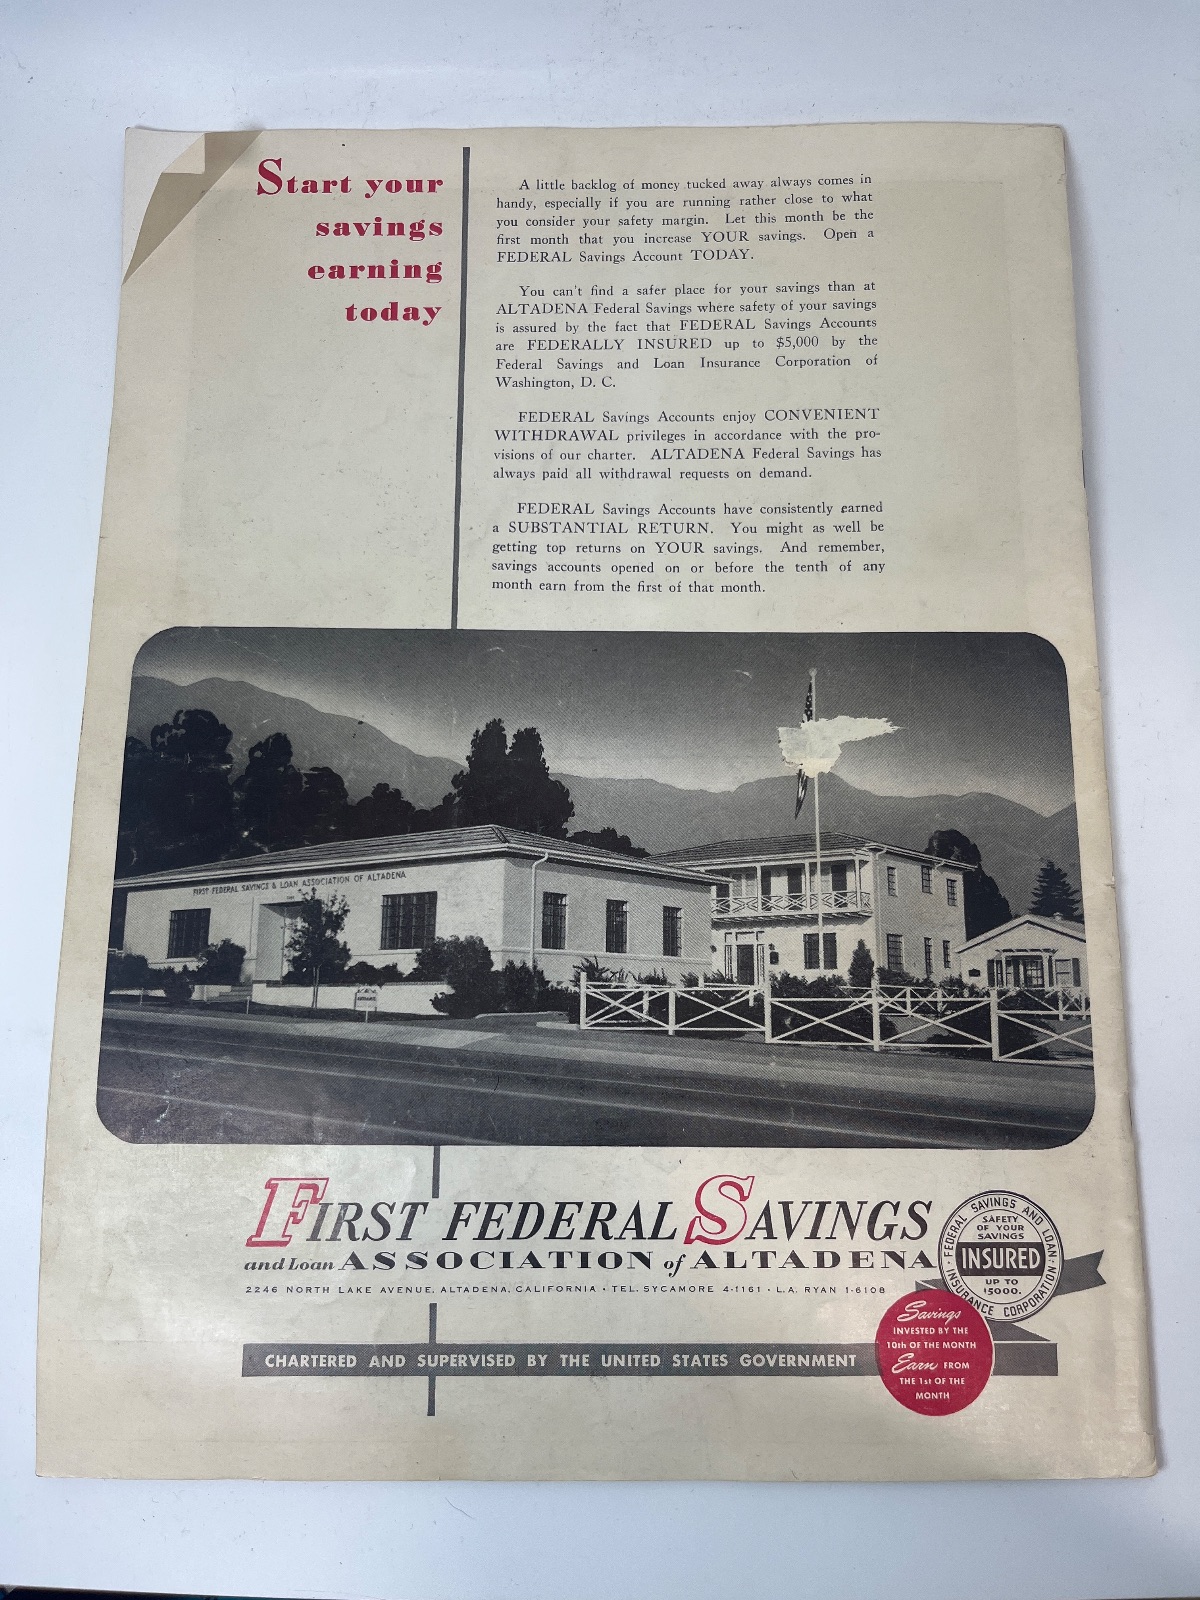 Start your
savings
earning
today
A little backlog of money tucked away always comes in
handy, especially if you are running rather close to what
you consider your safety margin. Let this month be the
first month that you increase YOUR savings. Open a
FEDERAL Savings Account TODAY.
You can't find a safer place for your savings than at
ALTADENA Federal Savings where safety of your savings
is assured by the fact that FEDERAL Savings Accounts
are FEDERALLY INSURED up to $5,000 by the
Federal Savings and Loan Insurance Corporation of
Washington, D. C.
FEDERAL Savings Accounts enjoy CONVENIENT
WITHDRAWAL privileges in accordance with the pro-
visions of our charter. ALTADENA Federal Savings has
always paid all withdrawal requests on demand.
FEDERAL Savings Accounts have consistently earned
a SUBSTANTIAL RETURN. You might as well be
getting top returns on YOUR savings. And remember,
savings accounts opened on or before the tenth of any
month earn from the first of that month.
FIRST FEDERAL SAVINGS & LOAN ASSOCIATION OF ALTADENA
FIRST FEDERAL SAVINGS
and Loan ASSOCIATION of ALTADENA
2246 NORTH LAKE AVENUE, ALTADENA, CALIFORNIA • TEL. SYCAMORE 4-1161 • L.A. RYAN 1-6108
FEDERAL SAVINGS AND LOAN INSURANCE CORPORATION
SAFETY
OF YOUR
SAVINGS
INSURED
UP TO
$5000.
Savings
INVESTED BY THE
10th OF THE MONTH
Earn FROM
THE 1st OF THE
MONTH
CHARTERED AND SUPERVISED BY THE UNITED STATES GOVERNMENT